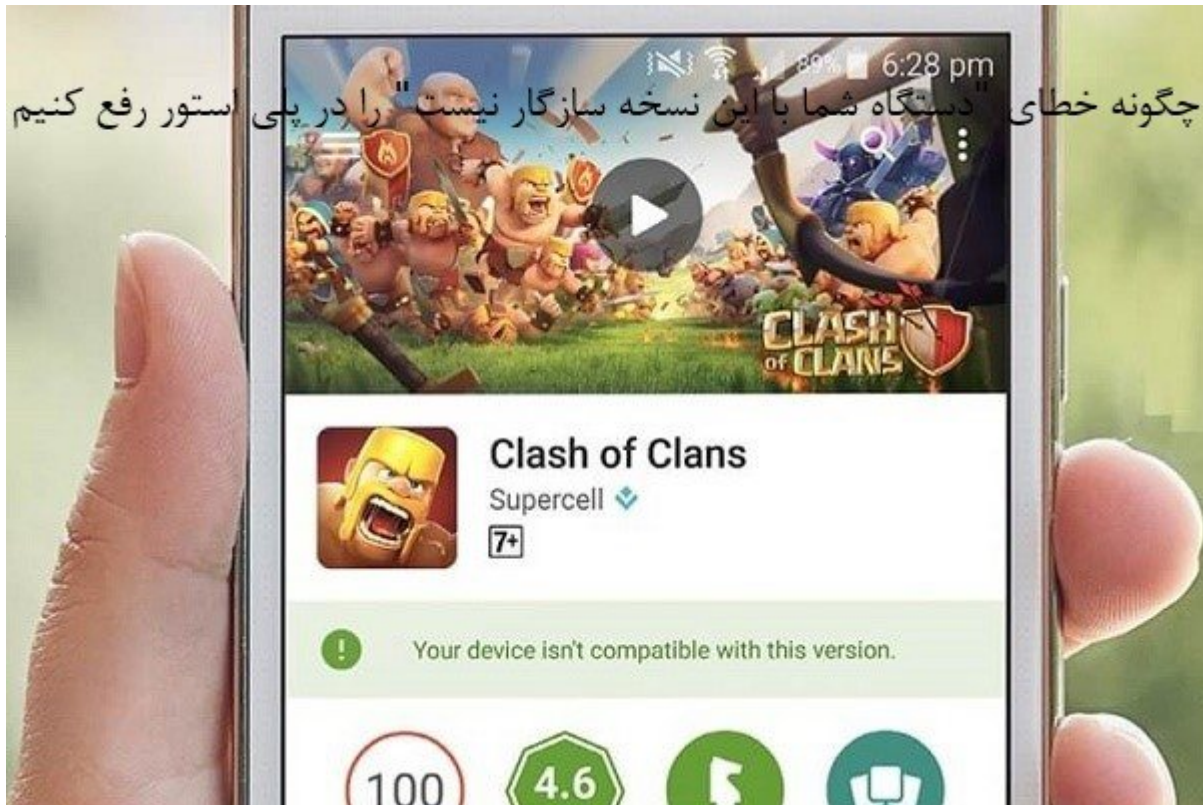 89% 6:28 pm
چگونه خطای "دستگاه شما با این نسخه سازگار نیست" را در پلی استور رفع کنیم
CLASH
of CLANS
Clash of Clans
Supercell
7+
Your device isn't compatible with this version.
100
4.6